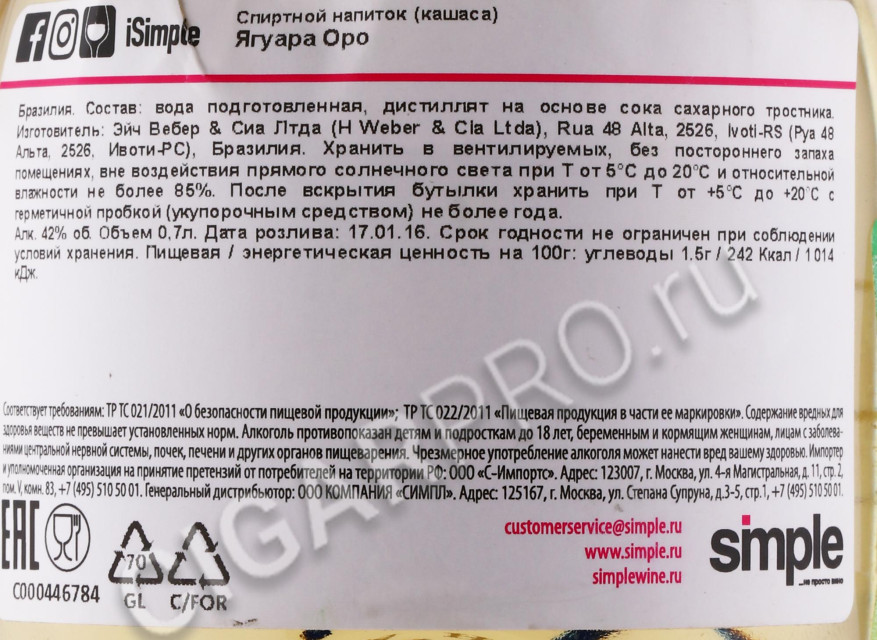 iSimple
Спиртной напиток (кашаса)
Ягуара Оро
Бразилия. Состав: вода подготовленная, дистиллят на основе сока сахарного тростника.
Изготовитель: Эйч Вебер & Сиа Лтда (H Weber & Cia Ltda), Rua 48 Alta, 2526, Ivoti-RS (Руа 48
Альта, 2526, Ивоти-РС), Бразилия. Хранить в вентилируемых, без постороннего запаха
помещениях, вне воздействия прямого солнечного света при Т от 5°С до 20°С и относительной
влажности не более 85%. После вскрытия бутылки хранить при Т от +5°С до +20°С с
герметичной пробкой (укупорочным средством) не более года.
Алк. 42% об. Объем 0,7л. Дата розлива: 17.01.16. Срок годности не ограничен при соблюдении
условий хранения. Пищевая / энергетическая ценность на 100г: углеводы 1.5г / 242 Ккал / 1014
кДж.
CIGARPRO.ru
Соответствует требованиям: ТР ТС 021/2011 «О безопасности пищевой продукции»; ТР ТС 022/2011 «Пищевая продукция в части ее маркировки». Содержание вредных для
здоровья веществ не превышает установленных норм. Алкоголь противопоказан детям и подросткам до 18 лет, беременным и кормящим женщинам, лицам с заболева-
ниями центральной нервной системы, почек, печени и других органов пищеварения. Чрезмерное употребление алкоголя может нанести вред вашему здоровью. Импортер
и уполномоченная организация на принятие претензий от потребителей на территории РФ: ООО «С-Импортс». Адрес: 123007, г. Москва, ул. 4-я Магистральная, д. 11, стр. 2,
пом. V, комн. 83, +7 (495) 510 50 01. Генеральный дистрибьютор: ООО КОМПАНИЯ «СИМПЛ». Адрес: 125167, г. Москва, ул. Степана Супруна, д.3-5, стр.1, +7 (495) 510 50 01.
EAC
C000446784
70
GL
C/FOR
customerservice@simple.ru
www.simple.ru
simplewine.ru
simple
...не просто вино